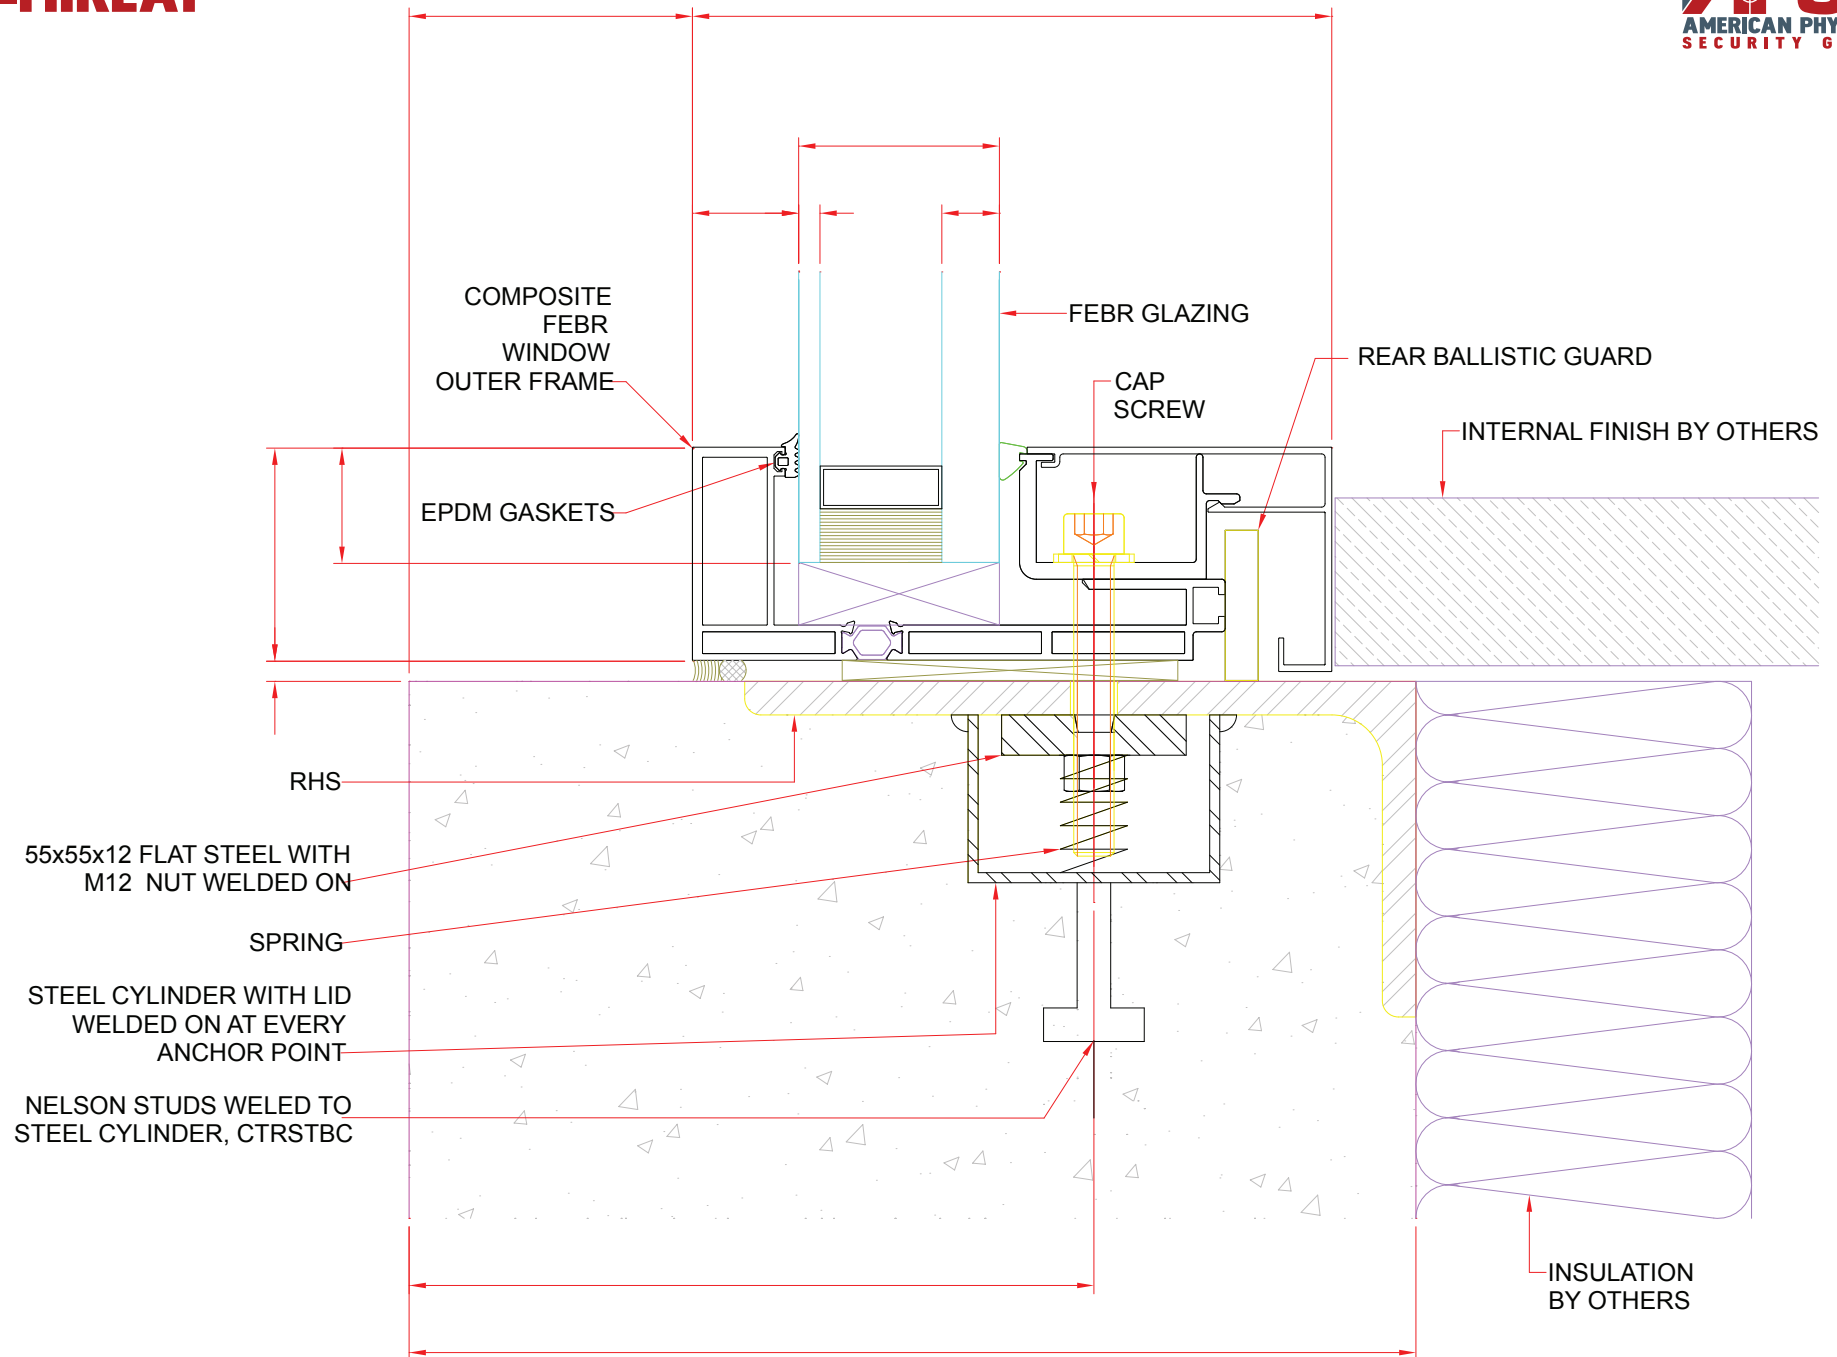 AMERICAN PHY
SECURITY G
COMPOSITE
FEBR
WINDOW
OUTER FRAME
FEBR GLAZING
REAR BALLISTIC GUARD
CAP
SCREW
INTERNAL FINISH BY OTHERS
EPDM GASKETS
RHS
55x55x12 FLAT STEEL WITH
M12 NUT WELDED ON
SPRING
STEEL CYLINDER WITH LID
WELDED ON AT EVERY
ANCHOR POINT
NELSON STUDS WELED TO
STEEL CYLINDER, CTRSTBC
INSULATION
BY OTHERS